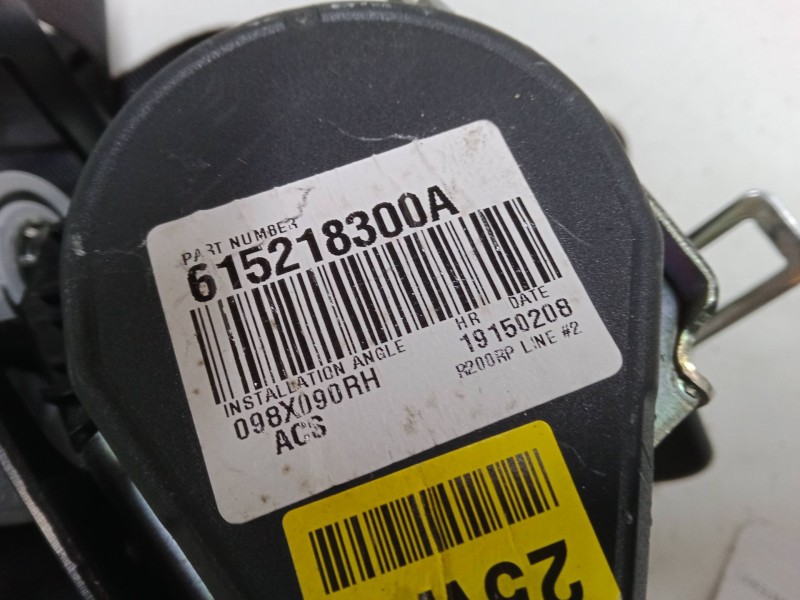 PART NUMBER
615218300A
INSTALLATION ANGLE HR DATE
098X090RH 19150208
ACS R200RP LINE #2